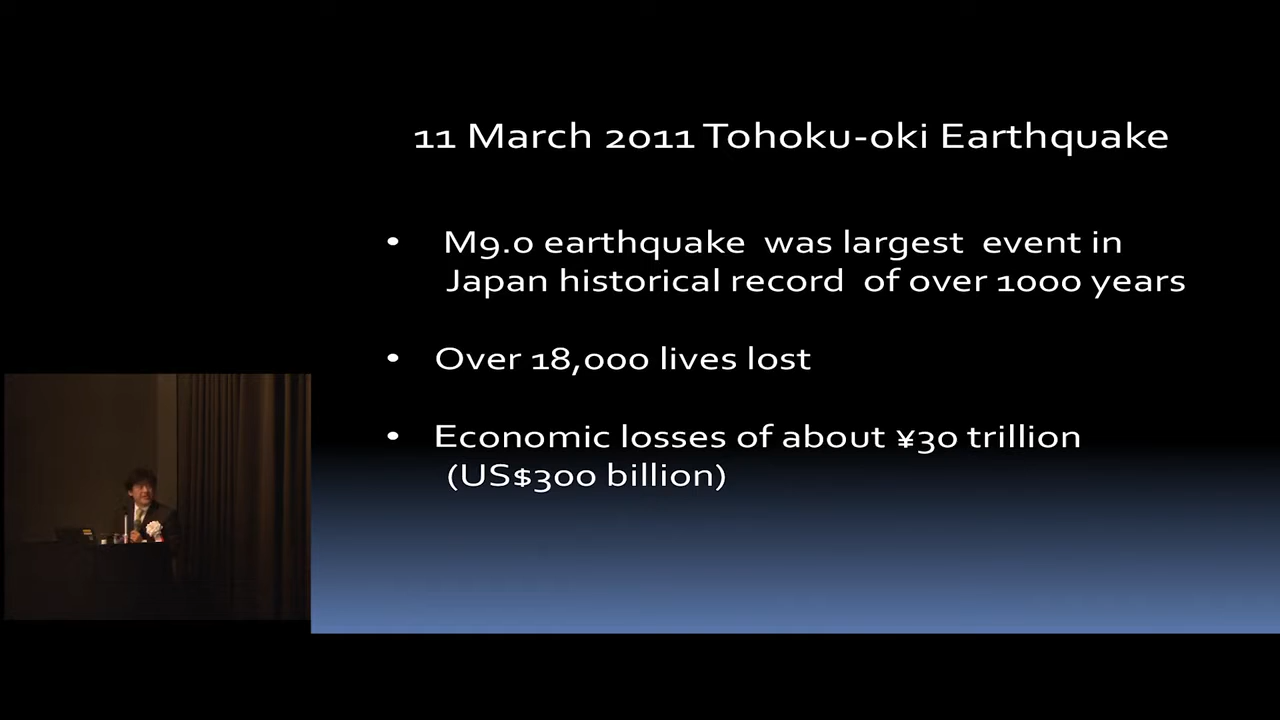 11 March 2011 Tohoku-oki Earthquake
• M9.0 earthquake was largest event in
Japan historical record of over 1000 years
• Over 18,000 lives lost
• Economic losses of about ¥30 trillion
(US$300 billion)